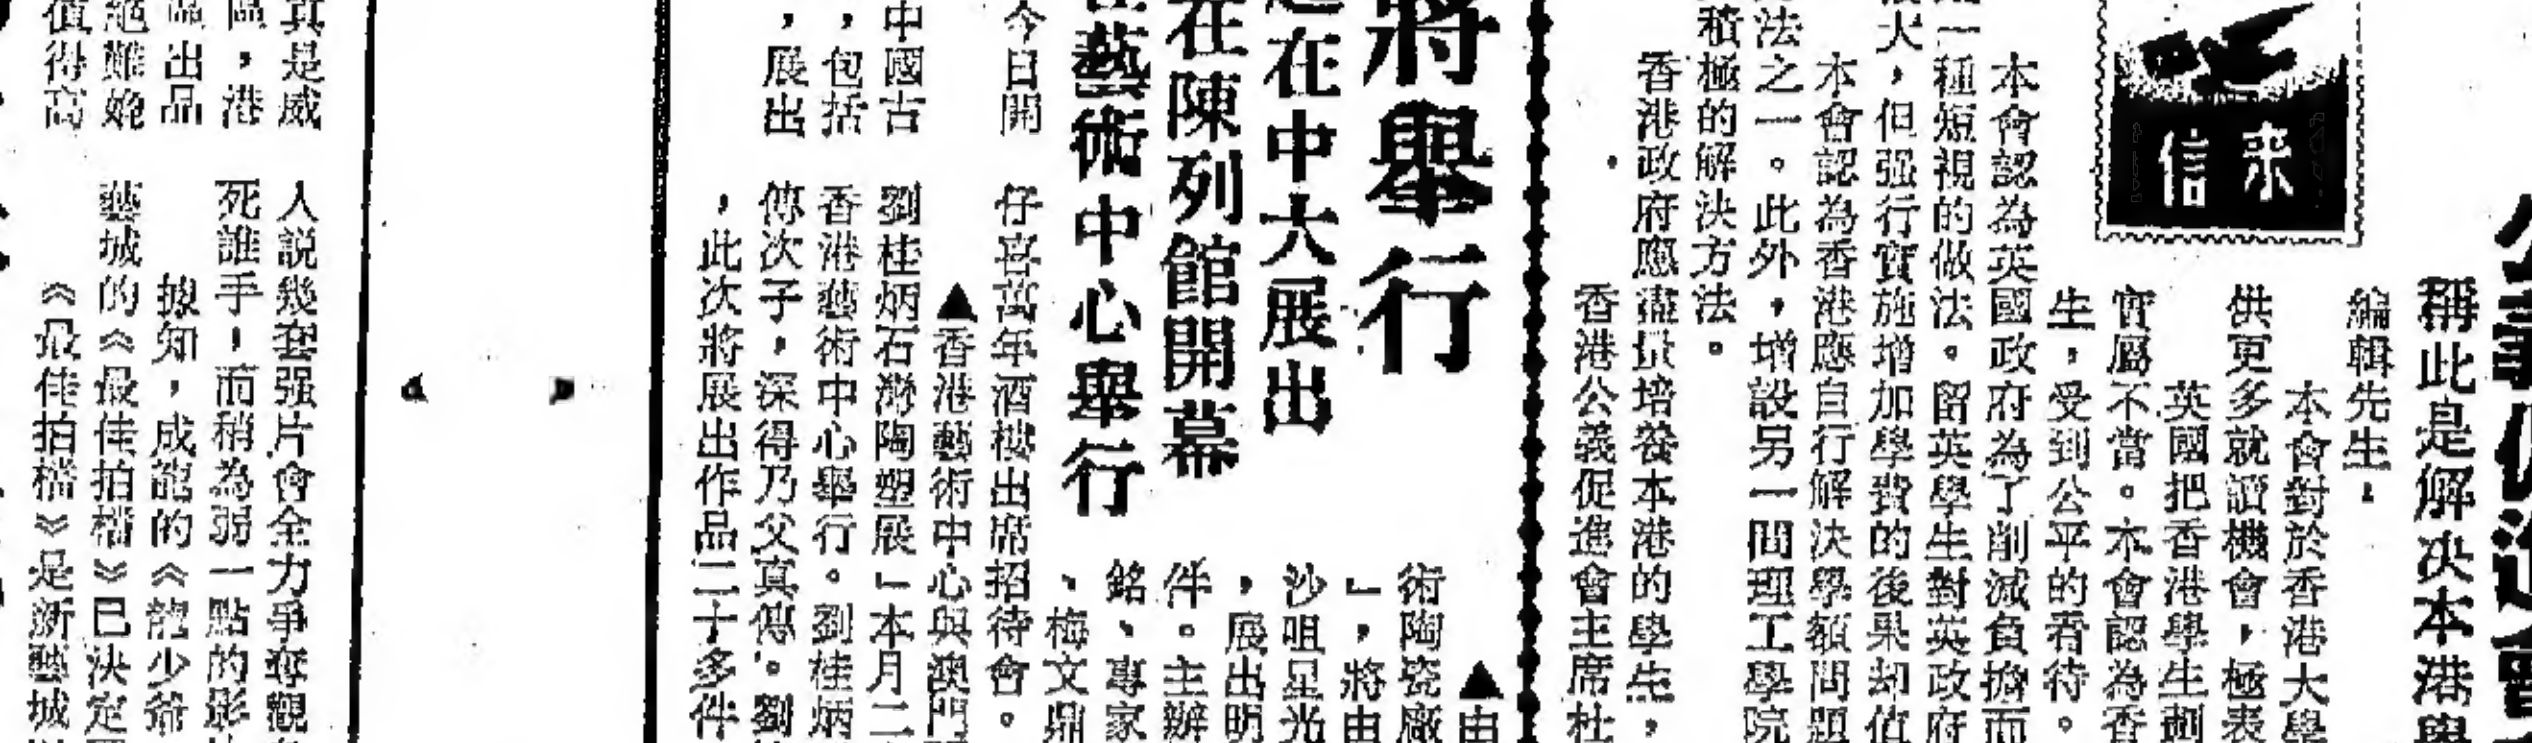 來信
稱此是解决本港學
編輯先生：
本會對於香港大學
供更多就讀機會，極表
英國把香港學生剷
實屬不當。本會認為香
生，受到公平的看待。
本會認為英國政府為了削減負擔而
一種短視的做法。留英學生對英政府
大，但强行實施增加學費的後果却值
本會認為香港應自行解決學額問題
法之一。此外，增設另一間理工學院
積極的解決方法。
香港政府應盡量培養本港的學生，
香港公義促進會主席杜
將舉行
在中大展出
在陳列館開幕
藝術中心舉行
▲由
術陶瓷廠
」，將由
沙咀星光
，展出明
件。主辦
銘、專家
、梅文鼎
今日開
仔喜萬年酒樓出席招待會。
▲香港藝術中心與澳門
中國古
劉桂炳石灣陶塑展」本月二
，包括
香港藝術中心舉行。劉桂炳
，展出
傳次子，深得乃父真傳。劉
，此次將展出作品二十多件
真是威
人説幾套强片會全力爭奪觀
，港
死誰手，而稍為弱一點的影
出品
據知，成龍的《龍少爺
絕難娩
藝城的《最佳拍檔》已決定
值得高
《最佳拍檔》是新藝城